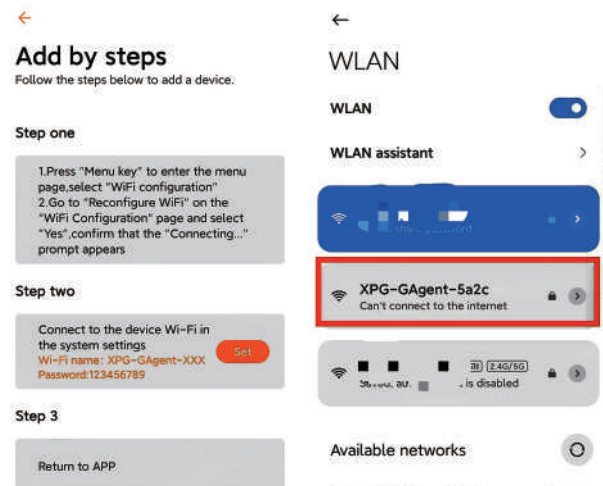 Add by steps
Follow the steps below to add a device.
Step one
1.Press "Menu key" to enter the menu
page,select "WiFi configuration"
2.Go to "Reconfigure WiFi" on the
"WiFi Configuration" page and select
"Yes",confirm that the "Connecting..."
prompt appears
Step two
Connect to the device Wi-Fi in
the system settings
Wi-Fi name: XPG-GAgent-XXX
Password:123456789
Set
Step 3
Return to APP
WLAN
WLAN
WLAN assistant
XPG-GAgent-5a2c
Can't connect to the internet
2.4G/5G
is disabled
Available networks